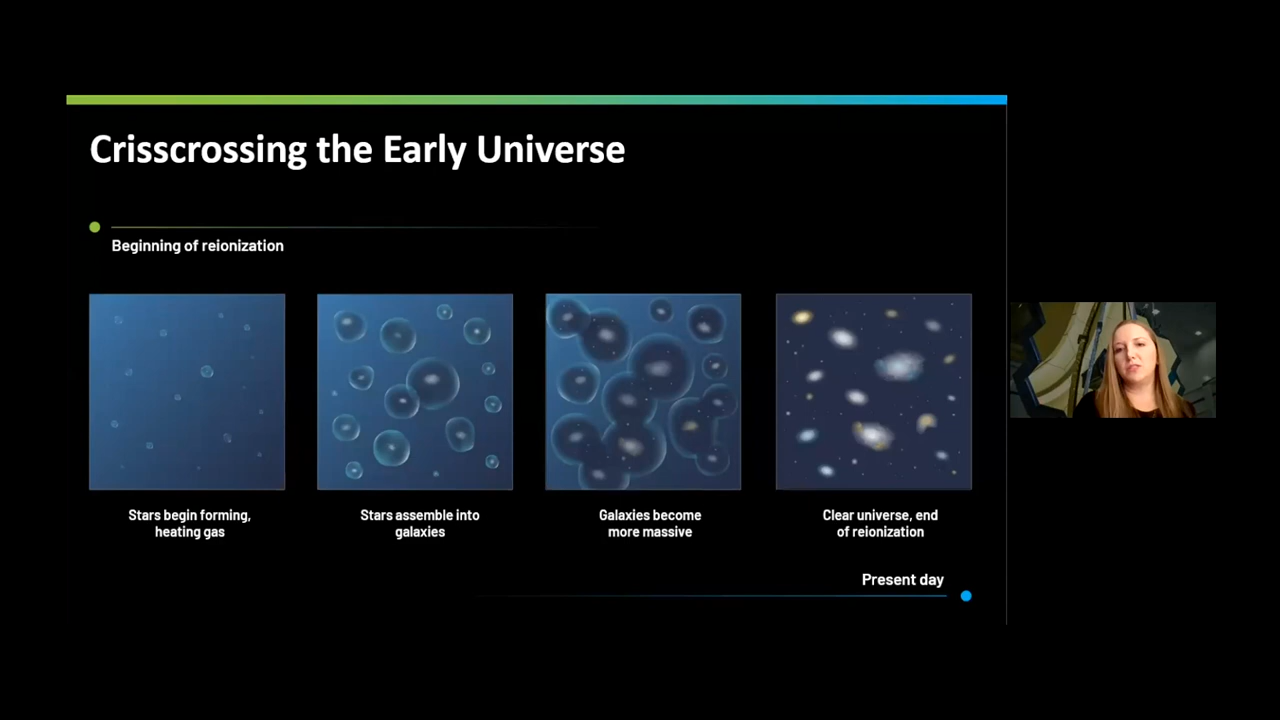 Crisscrossing the Early Universe
Beginning of reionization
Stars begin forming,
heating gas
Stars assemble into
galaxies
Galaxies become
more massive
Clear universe, end
of reionization
Present day